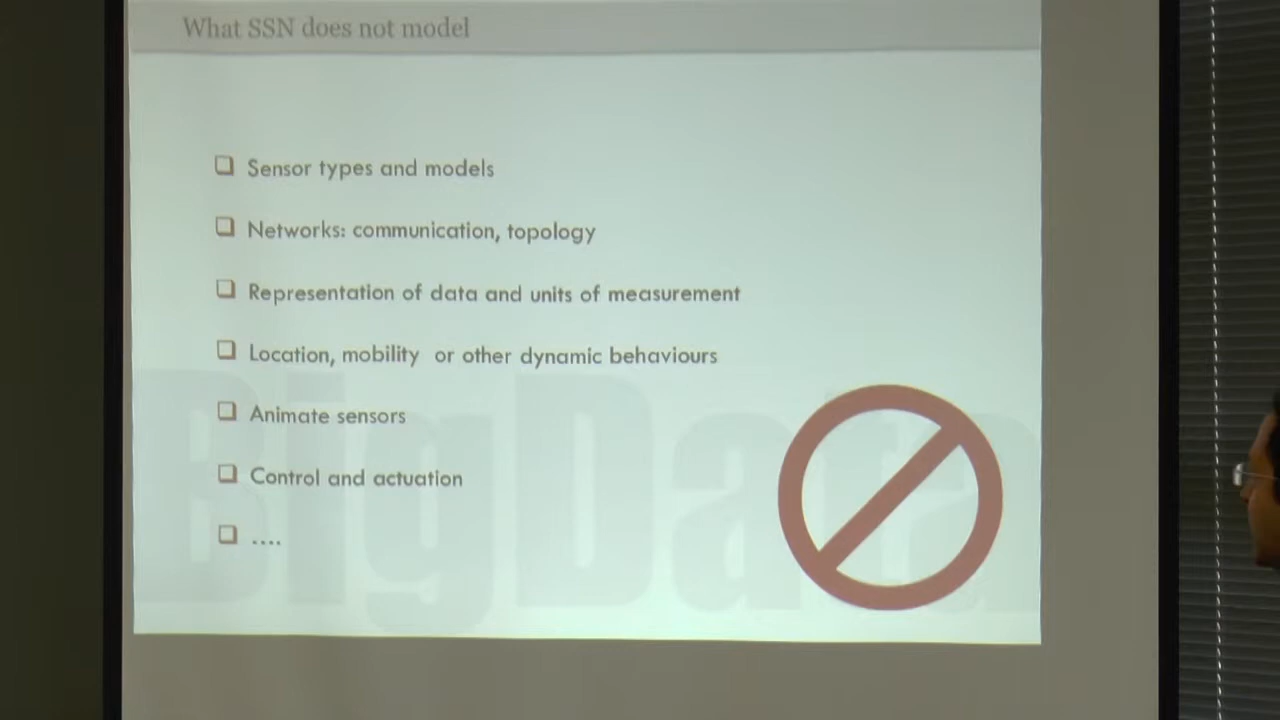 What SSN does not model
Sensor types and models
Networks: communication, topology
Representation of data and units of measurement
Location, mobility or other dynamic behaviours
Animate sensors
Control and actuation
....
BigData